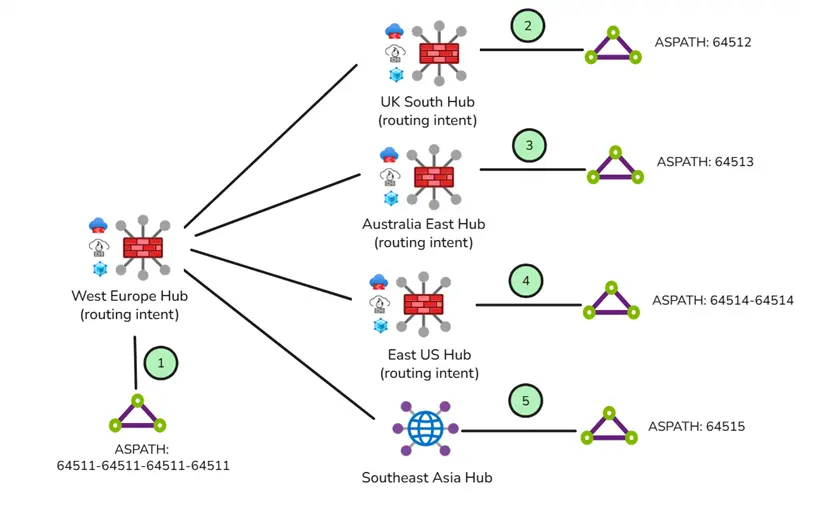 2
ASPATH: 64512
UK South Hub
(routing intent)
3
ASPATH: 64513
Australia East Hub
(routing intent)
West Europe Hub
(routing intent)
4
ASPATH: 64514-64514
East US Hub
(routing intent)
1
ASPATH:
64511-64511-64511-64511
5
ASPATH: 64515
Southeast Asia Hub